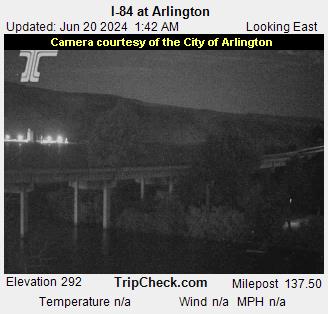 I-84 at Arlington
Updated: Jun 20 2024 1:42 AM Looking East
Camera courtesy of the City of Arlington
Elevation 292 TripCheck.com Milepost 137.50
Temperature n/a Wind n/a MPH n/a